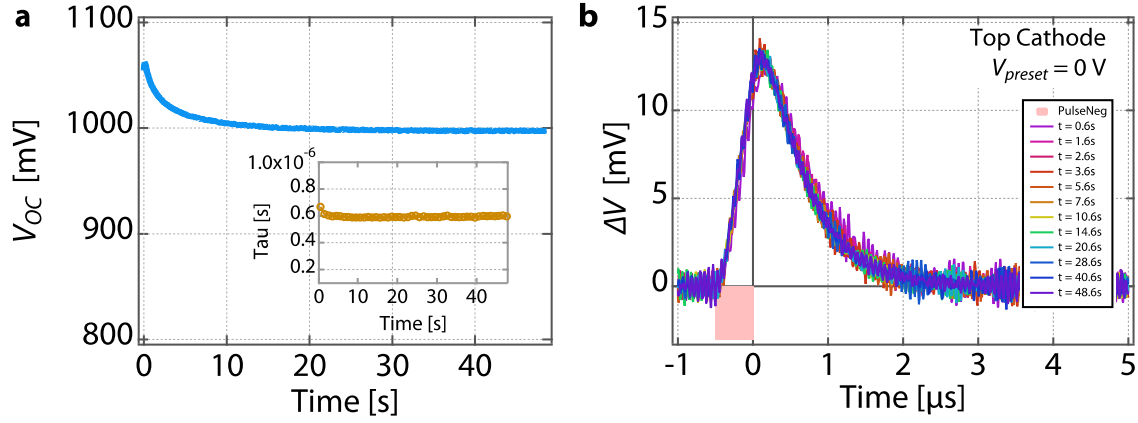 a
1100
1000
900
800
V_OC [mV]
0
10
20
30
40
Time [s]
1.0x10⁻⁶
0.8
0.6
0.4
0.2
Tau [s]
0
10
20
30
40
Time [s]
b
15
10
5
0
ΔV [mV]
-1
0
1
2
3
4
5
Time [μs]
Top Cathode
V_preset = 0 V
PulseNeg
t = 0.6s
t = 1.6s
t = 2.6s
t = 3.6s
t = 5.6s
t = 7.6s
t = 10.6s
t = 14.6s
t = 20.6s
t = 28.6s
t = 40.6s
t = 48.6s